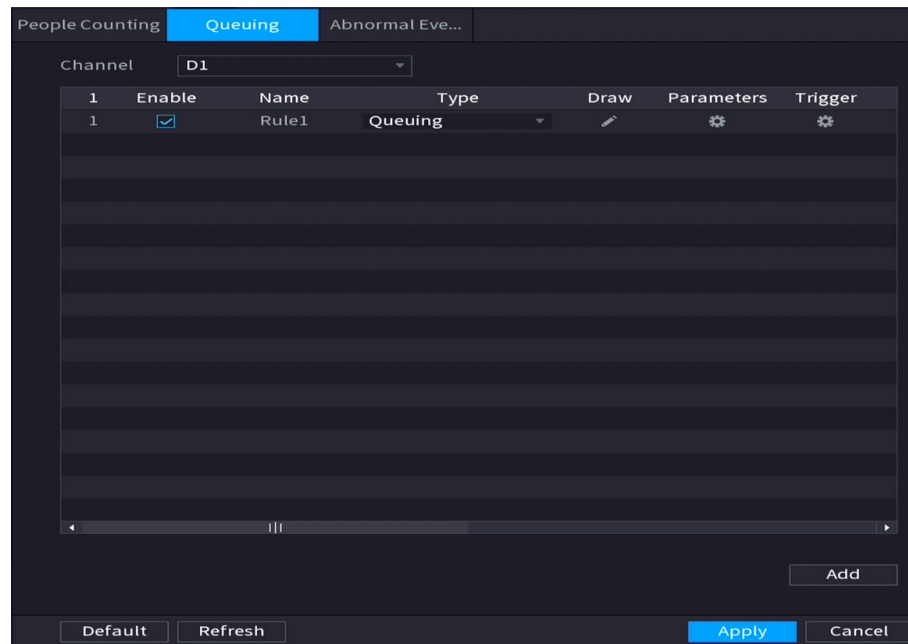 People Counting Queuing Abnormal Eve...
Channel D1
1 Enable Name Type Draw Parameters Trigger
1 Rule1 Queuing
Add
Default Refresh Apply Cancel